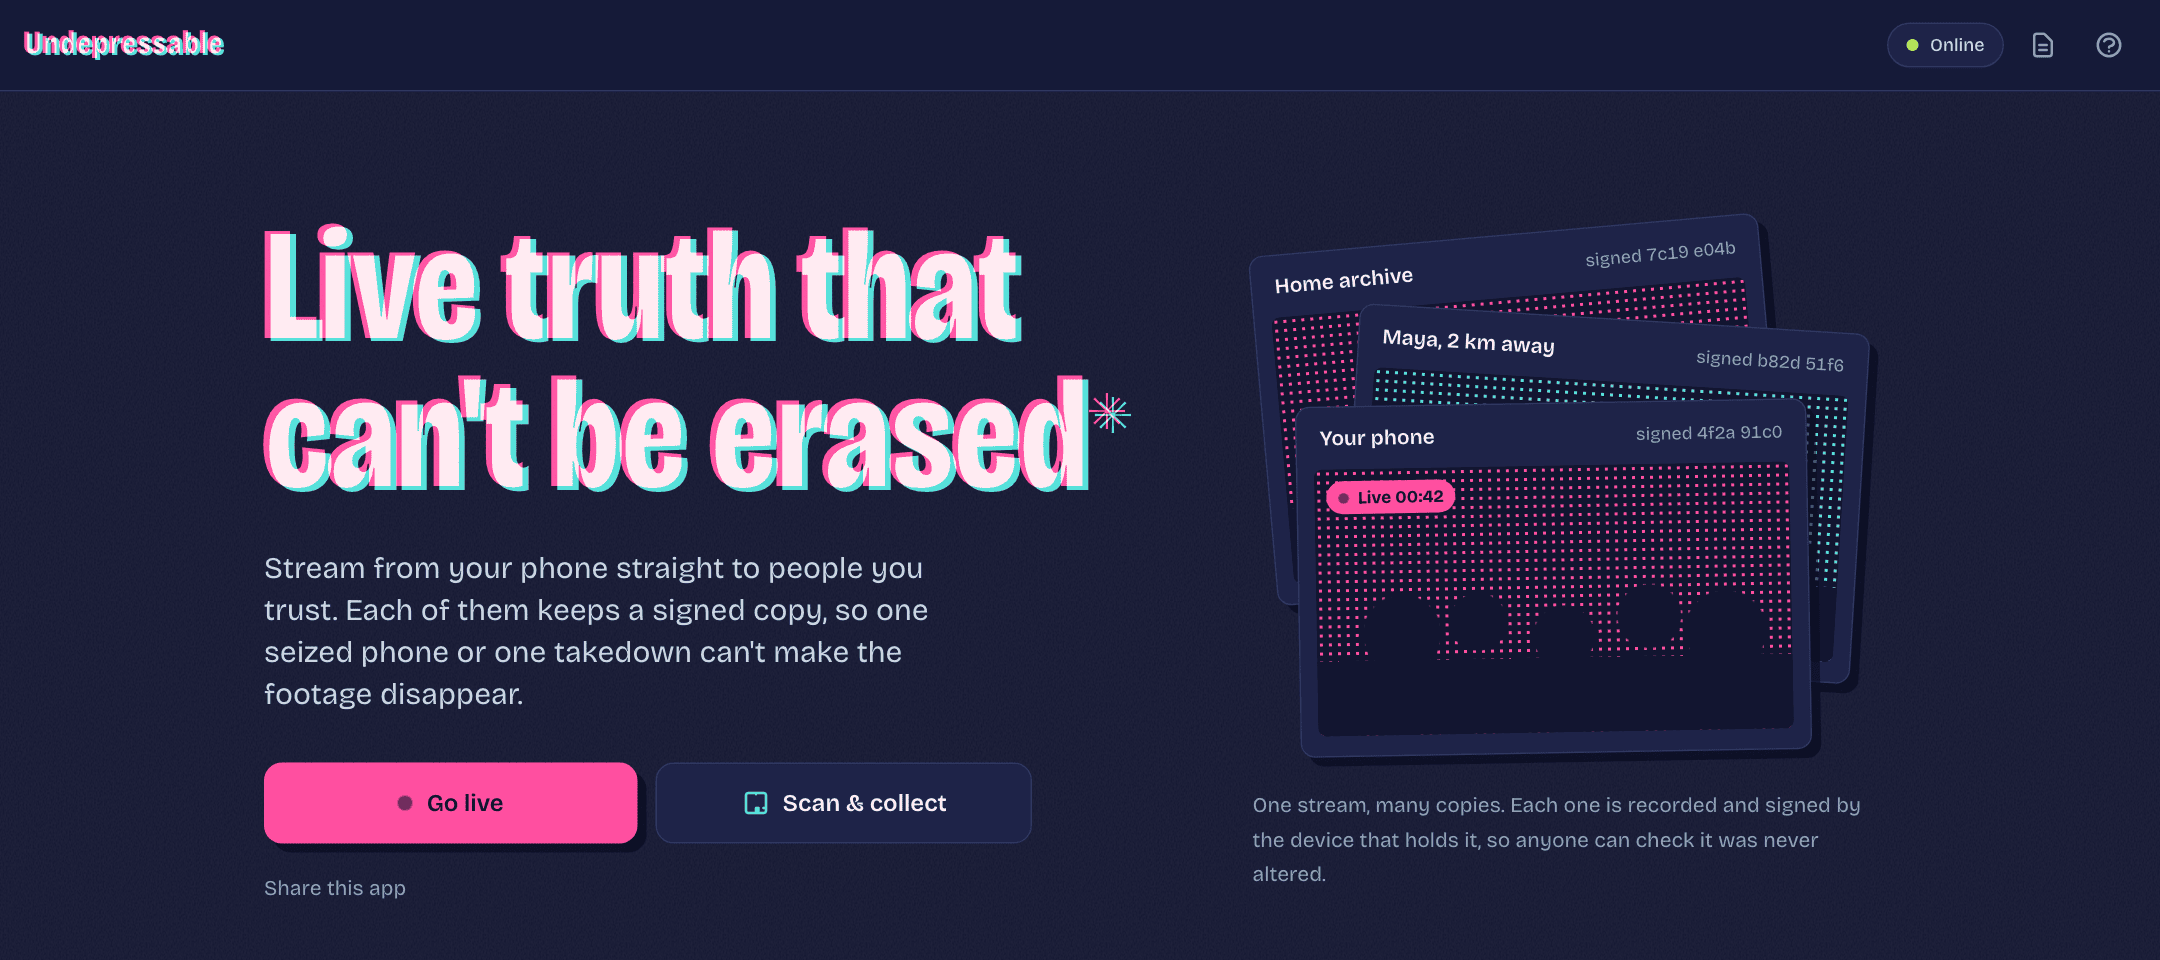 Undepressable
Online
Live truth that
can't be erased*
Stream from your phone straight to people you
trust. Each of them keeps a signed copy, so one
seized phone or one takedown can't make the
footage disappear.
Go live
Scan & collect
Share this app
Home archive
signed 7c19 e04b
Maya, 2 km away
signed b82d 51f6
Your phone
signed 4f2a 91c0
Live 00:42
One stream, many copies. Each one is recorded and signed by
the device that holds it, so anyone can check it was never
altered.